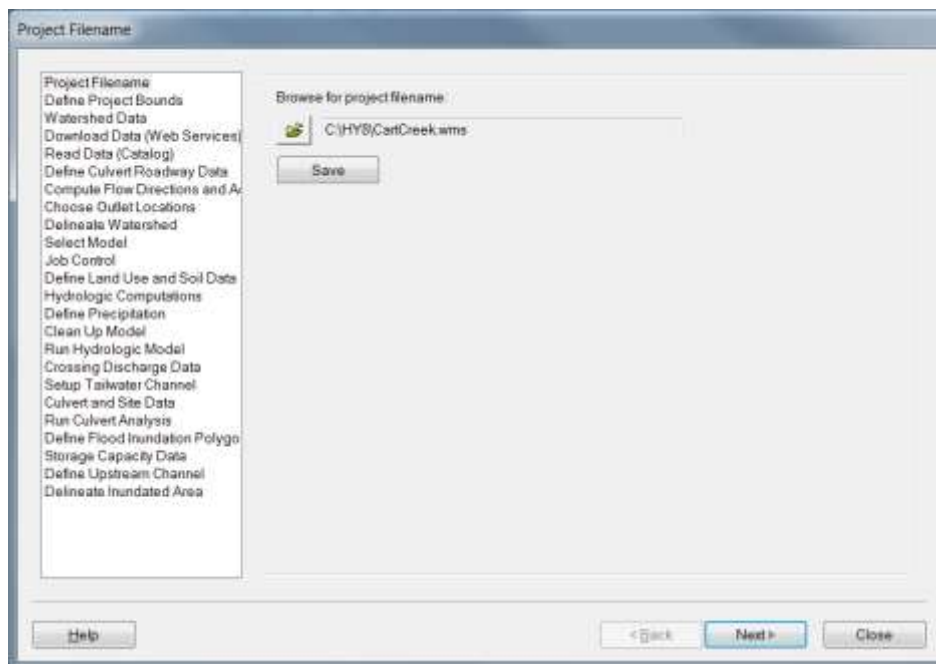 Project Filename
Project Filename
Define Project Bounds
Watershed Data
Download Data (Web Services)
Read Data (Catalog)
Define Culvert Roadway Data
Compute Flow Directions and Ac
Choose Outlet Locations
Delineate Watershed
Select Model
Job Control
Define Land Use and Soil Data
Hydrologic Computations
Define Precipitation
Clean Up Model
Run Hydrologic Model
Crossing Discharge Data
Setup Tailwater Channel
Culvert and Site Data
Run Culvert Analysis
Define Flood Inundation Polygo
Storage Capacity Data
Define Upstream Channel
Delineate Inundated Area
Browse for project filename:
C:\HY8\CartCreek.wms
Save
Help
< Back
Next >
Close